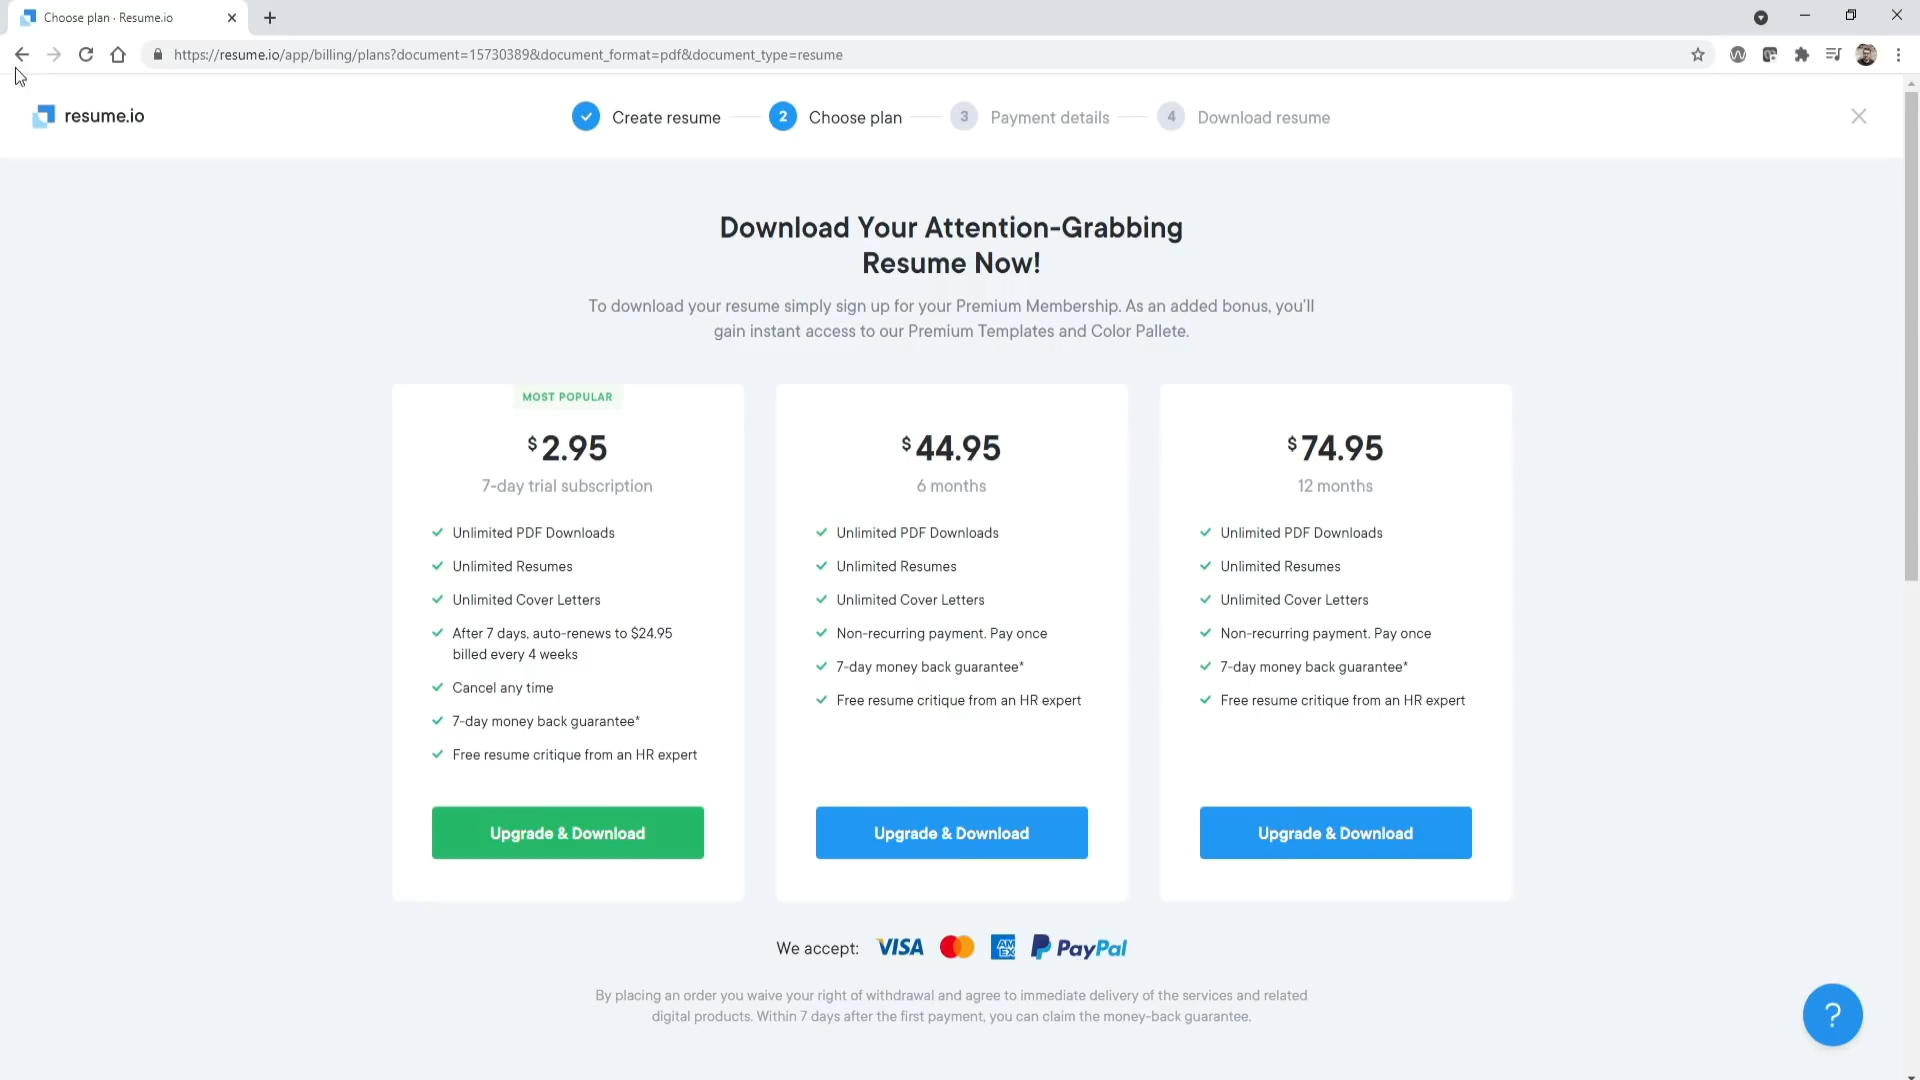 Choose plan · Resume.io
https://resume.io/app/billing/plans?document=15730389&document_format=pdf&document_type=resume
resume.io
Create resume
2 Choose plan
3 Payment details
4 Download resume
Download Your Attention-Grabbing
Resume Now!
To download your resume simply sign up for your Premium Membership. As an added bonus, you'll
gain instant access to our Premium Templates and Color Pallete.
MOST POPULAR
$2.95
7-day trial subscription
Unlimited PDF Downloads
Unlimited Resumes
Unlimited Cover Letters
After 7 days, auto-renews to $24.95
billed every 4 weeks
Cancel any time
7-day money back guarantee*
Free resume critique from an HR expert
Upgrade & Download
$44.95
6 months
Unlimited PDF Downloads
Unlimited Resumes
Unlimited Cover Letters
Non-recurring payment. Pay once
7-day money back guarantee*
Free resume critique from an HR expert
Upgrade & Download
$74.95
12 months
Unlimited PDF Downloads
Unlimited Resumes
Unlimited Cover Letters
Non-recurring payment. Pay once
7-day money back guarantee*
Free resume critique from an HR expert
Upgrade & Download
We accept: VISA AMEX PayPal
By placing an order you waive your right of withdrawal and agree to immediate delivery of the services and related
digital products. Within 7 days after the first payment, you can claim the money-back guarantee.
?